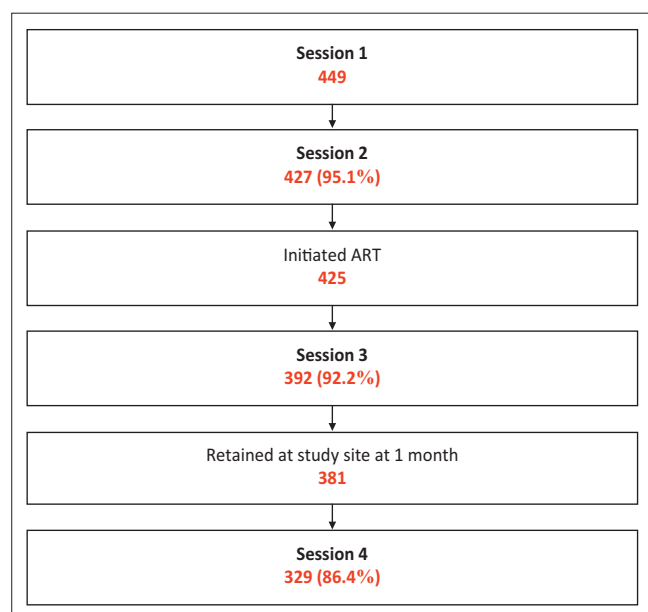 Session 1
449
Session 2
427 (95.1%)
Initiated ART
425
Session 3
392 (92.2%)
Retained at study site at 1 month
381
Session 4
329 (86.4%)